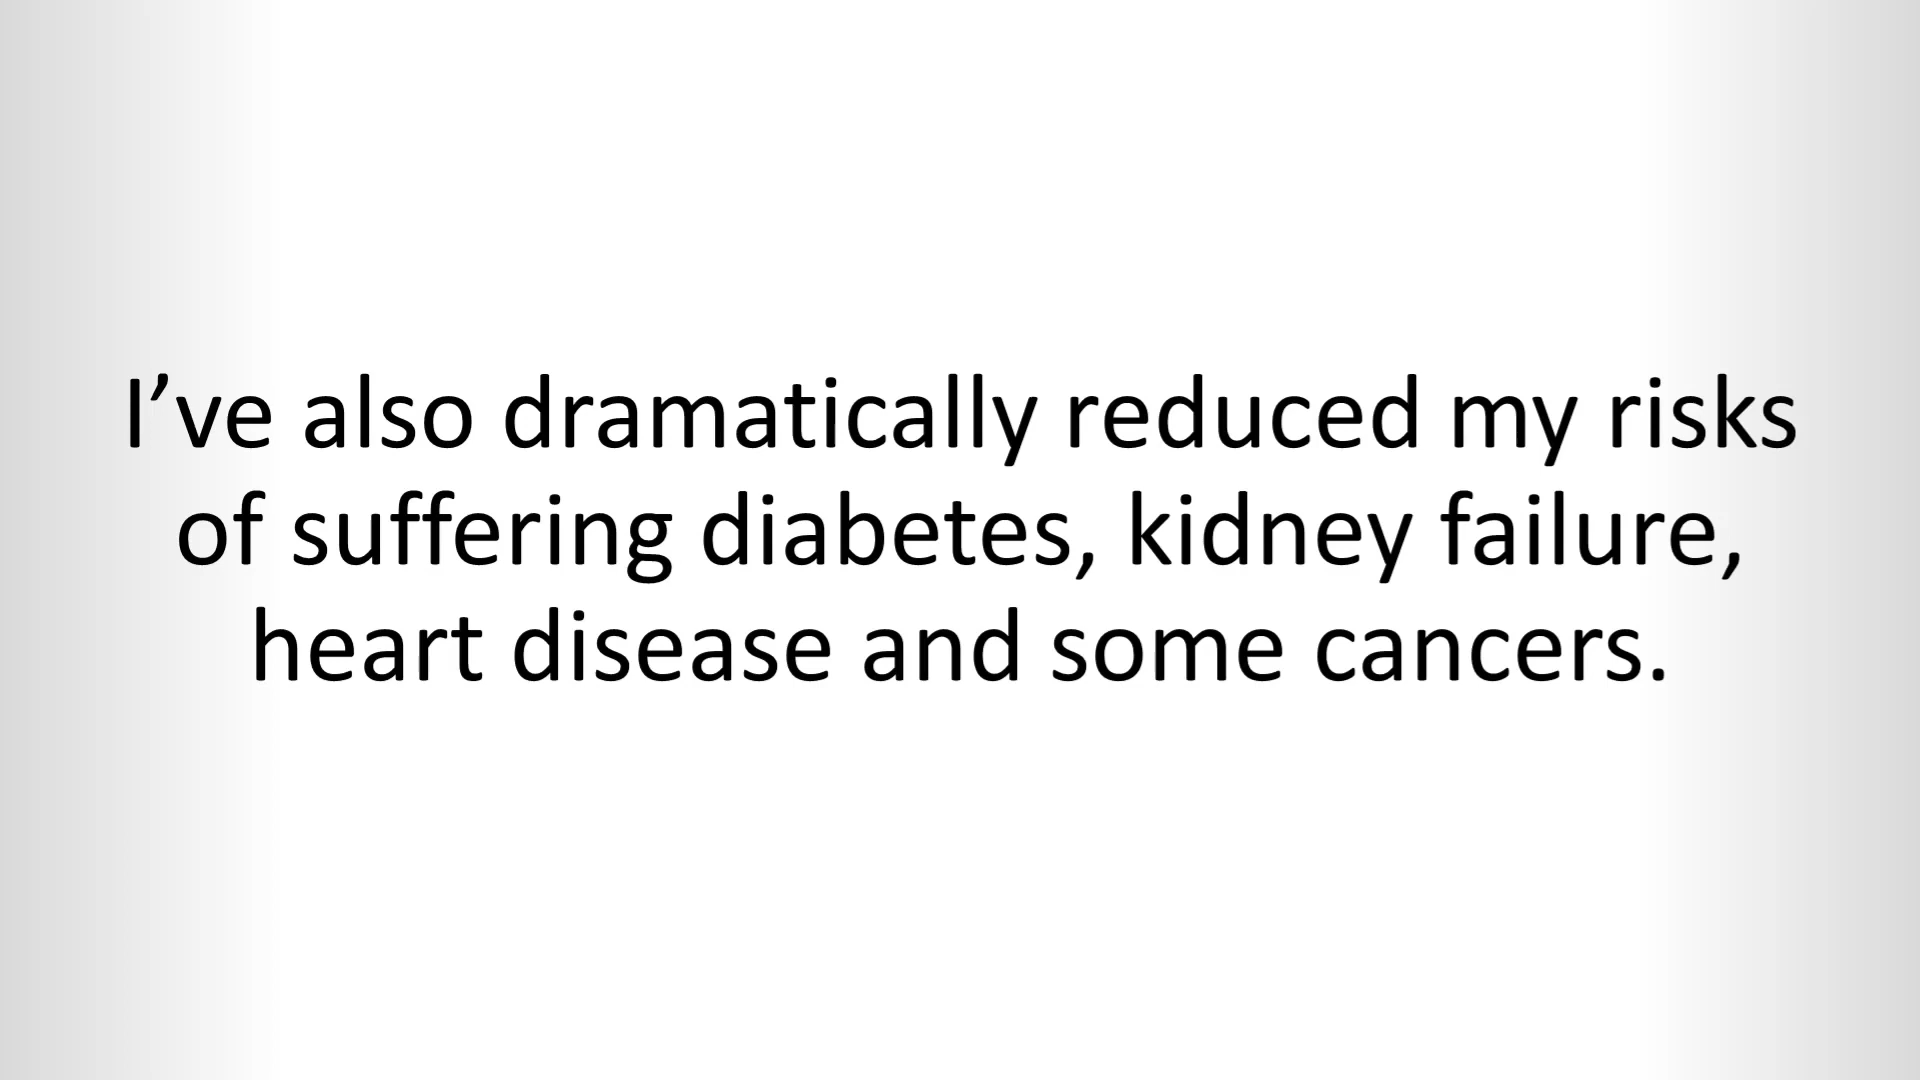 I’ve also dramatically reduced my risks
of suffering diabetes, kidney failure,
heart disease and some cancers.